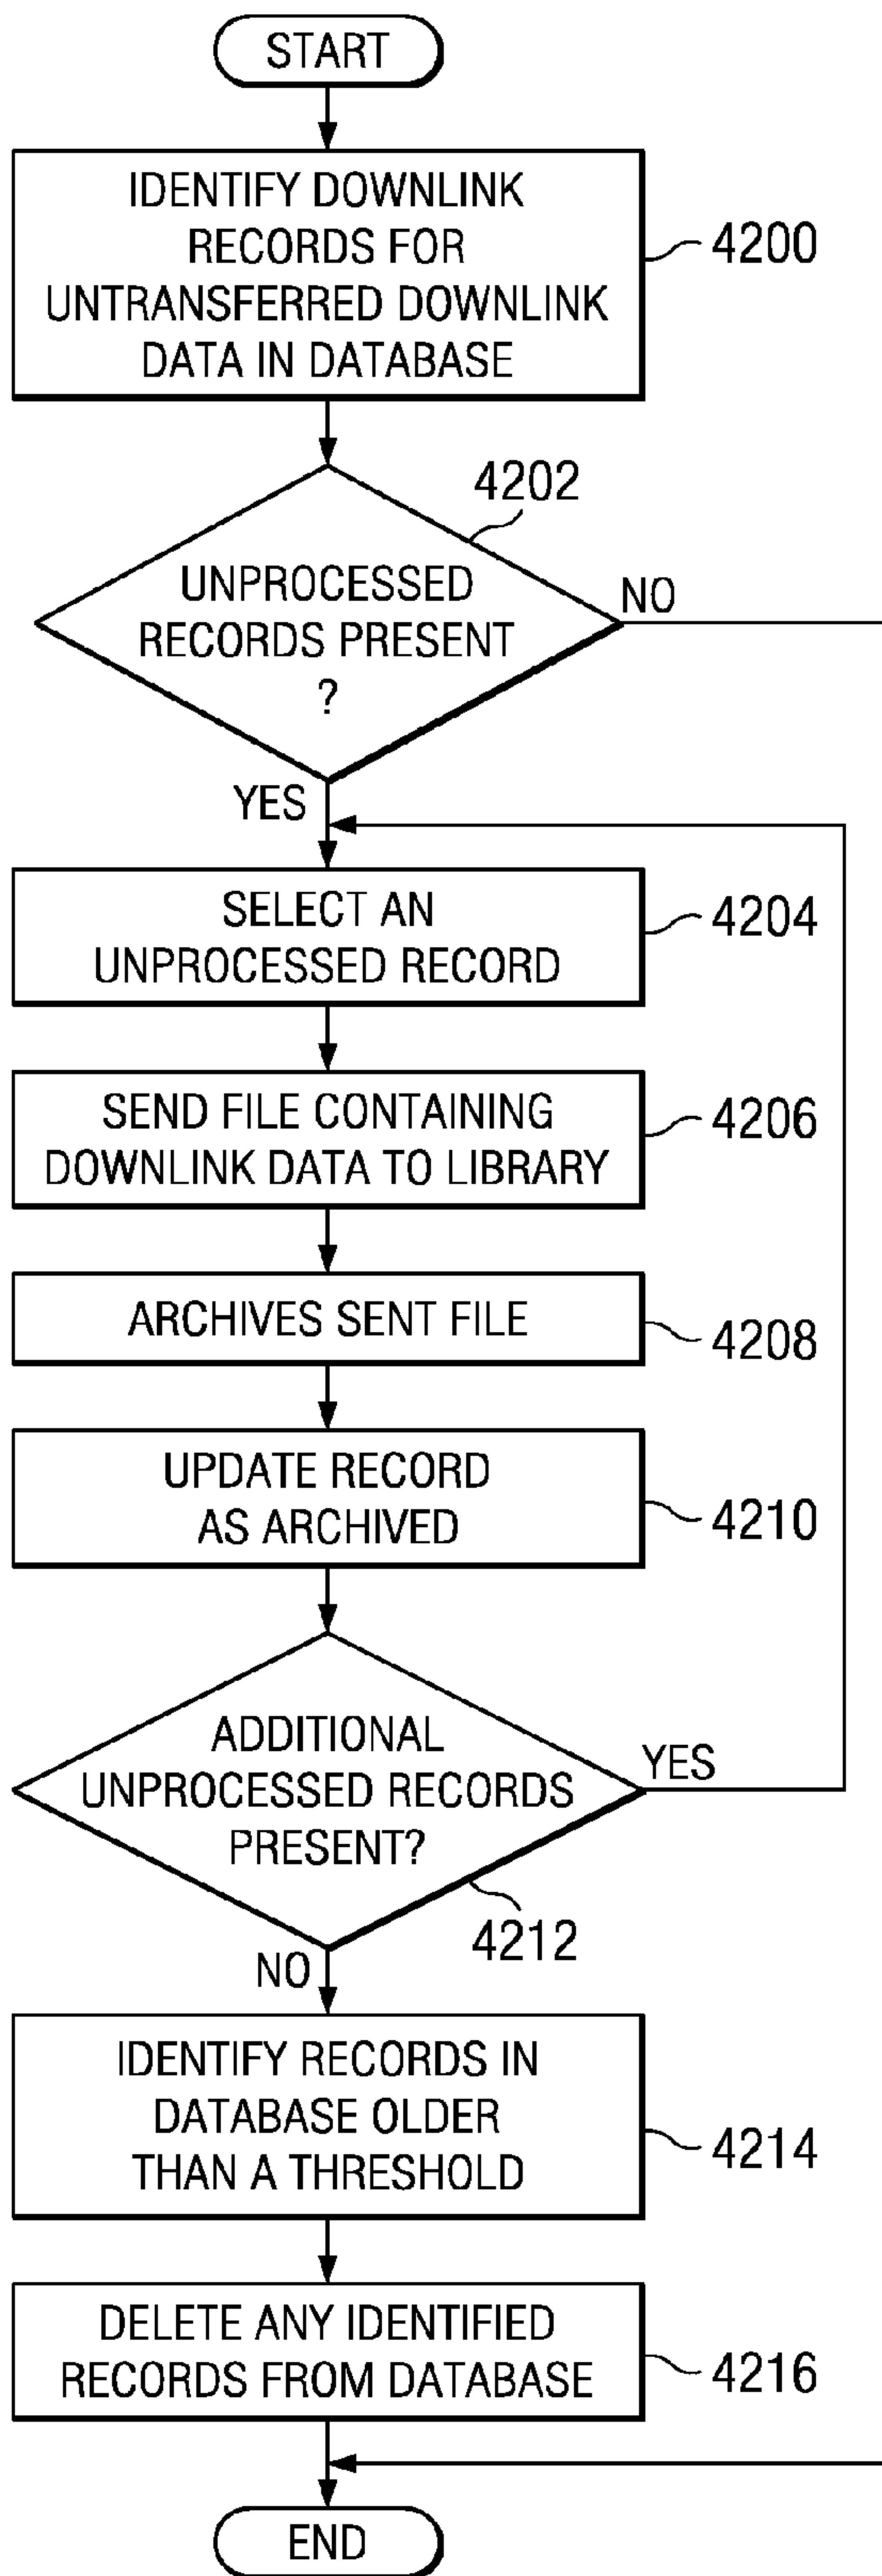 START
IDENTIFY DOWNLINK
RECORDS FOR
UNTRANSFERRED DOWNLINK
DATA IN DATABASE
4200
4202
UNPROCESSED
RECORDS PRESENT
?
NO
YES
SELECT AN
UNPROCESSED RECORD
4204
SEND FILE CONTAINING
DOWNLINK DATA TO LIBRARY
4206
ARCHIVES SENT FILE
4208
UPDATE RECORD
AS ARCHIVED
4210
ADDITIONAL
UNPROCESSED RECORDS
PRESENT?
YES
4212
NO
IDENTIFY RECORDS IN
DATABASE OLDER
THAN A THRESHOLD
4214
DELETE ANY IDENTIFIED
RECORDS FROM DATABASE
4216
END